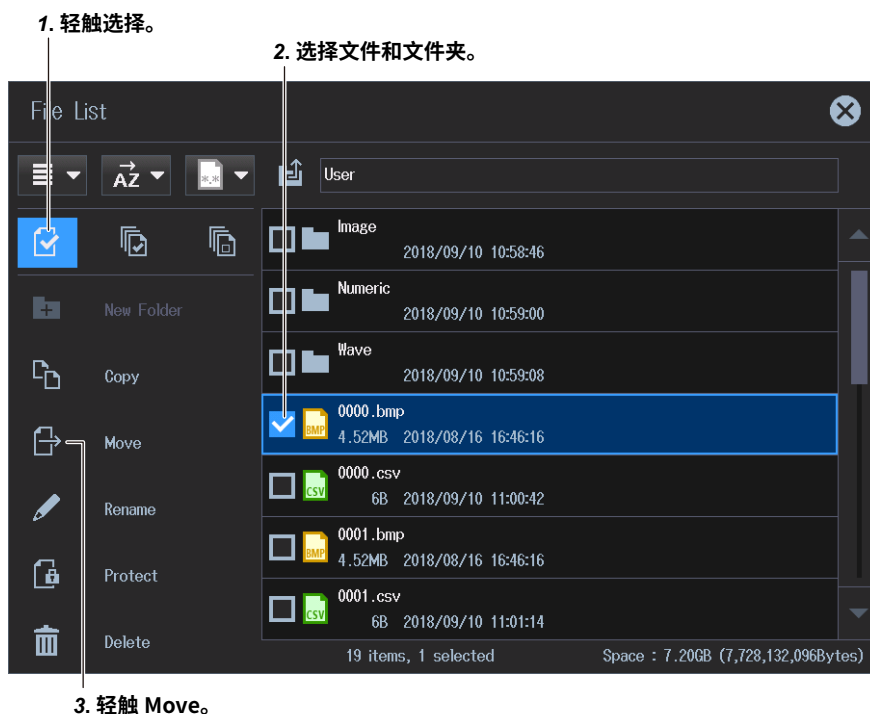 1. 轻触选择。
2. 选择文件和文件夹。
File List
AZ
*.*
User
Image
2018/09/10 10:58:46
New Folder
Numeric
2018/09/10 10:59:00
Copy
Wave
2018/09/10 10:59:08
Move
BMP
0000.bmp
4.52MB 2018/08/16 16:46:16
Rename
CSV
0000.csv
6B 2018/09/10 11:00:42
Protect
BMP
0001.bmp
4.52MB 2018/08/16 16:46:16
Delete
CSV
0001.csv
6B 2018/09/10 11:01:14
19 items, 1 selected Space : 7.20GB (7,728,132,096Bytes)
3. 轻触 Move。